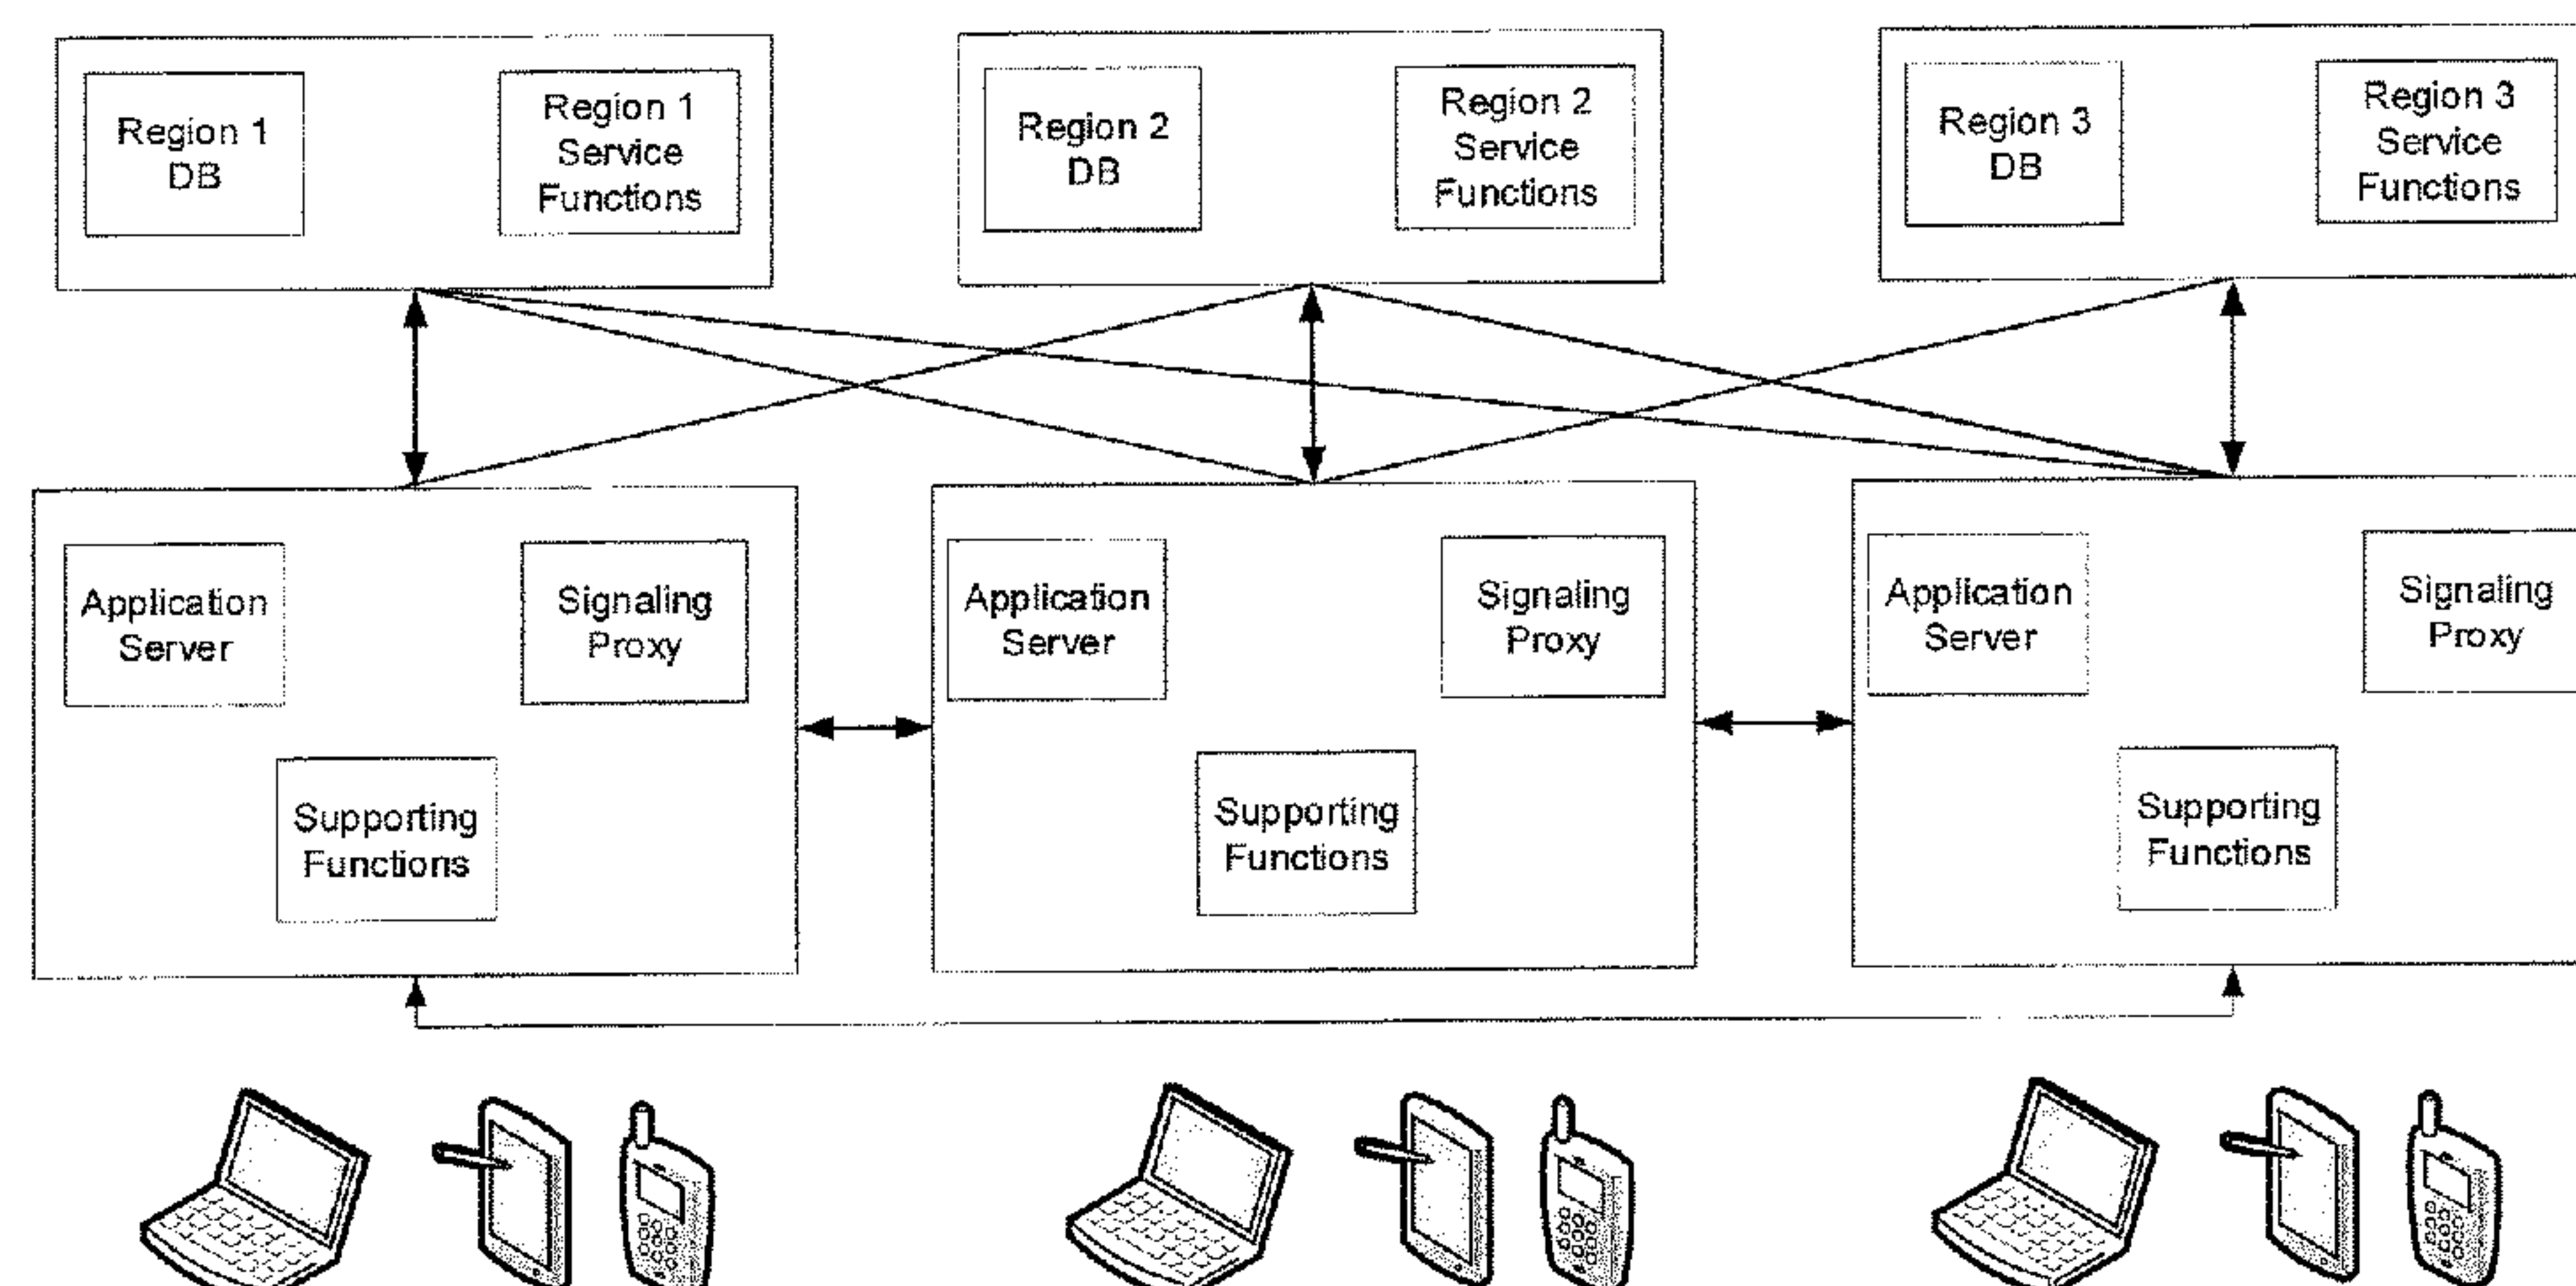 Region 1
DB
Region 1
Service
Functions
Region 2
DB
Region 2
Service
Functions
Region 3
DB
Region 3
Service
Functions
Application
Server
Signaling
Proxy
Supporting
Functions
Application
Server
Signaling
Proxy
Supporting
Functions
Application
Server
Signaling
Proxy
Supporting
Functions